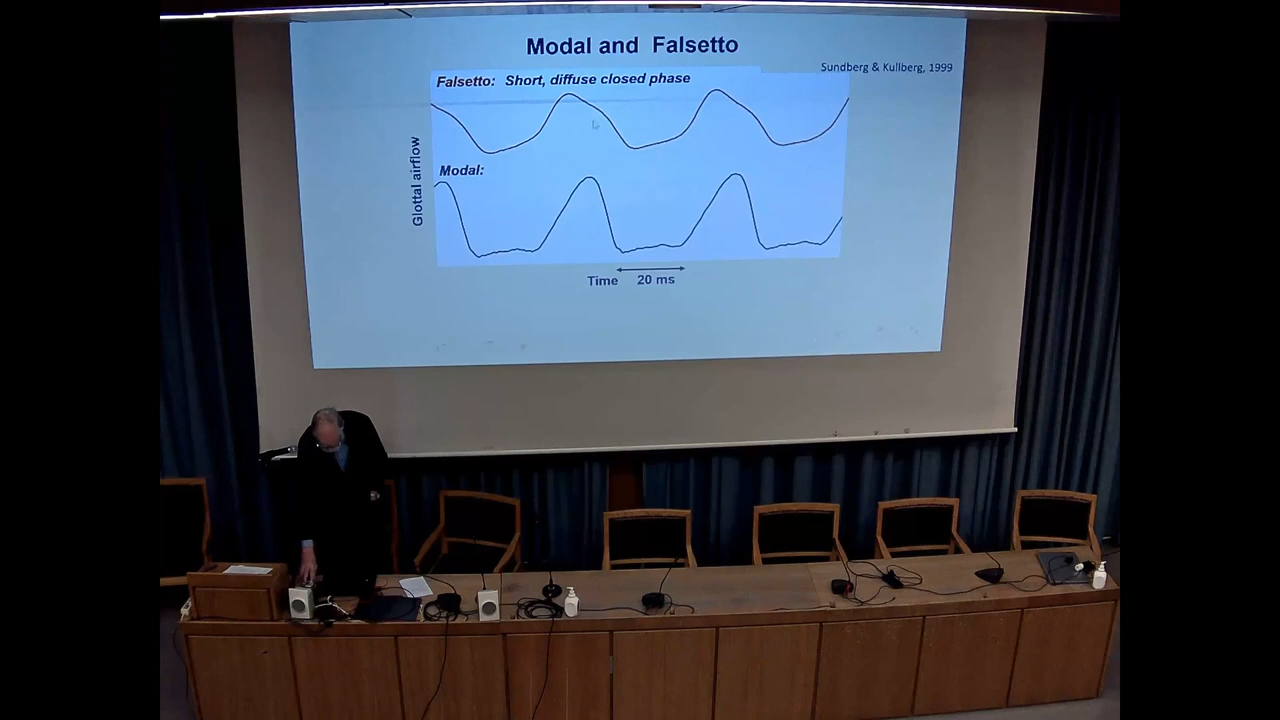 Modal and Falsetto
Sundberg & Kullberg, 1999
Falsetto: Short, diffuse closed phase
Glottal airflow
Modal:
Time 20 ms